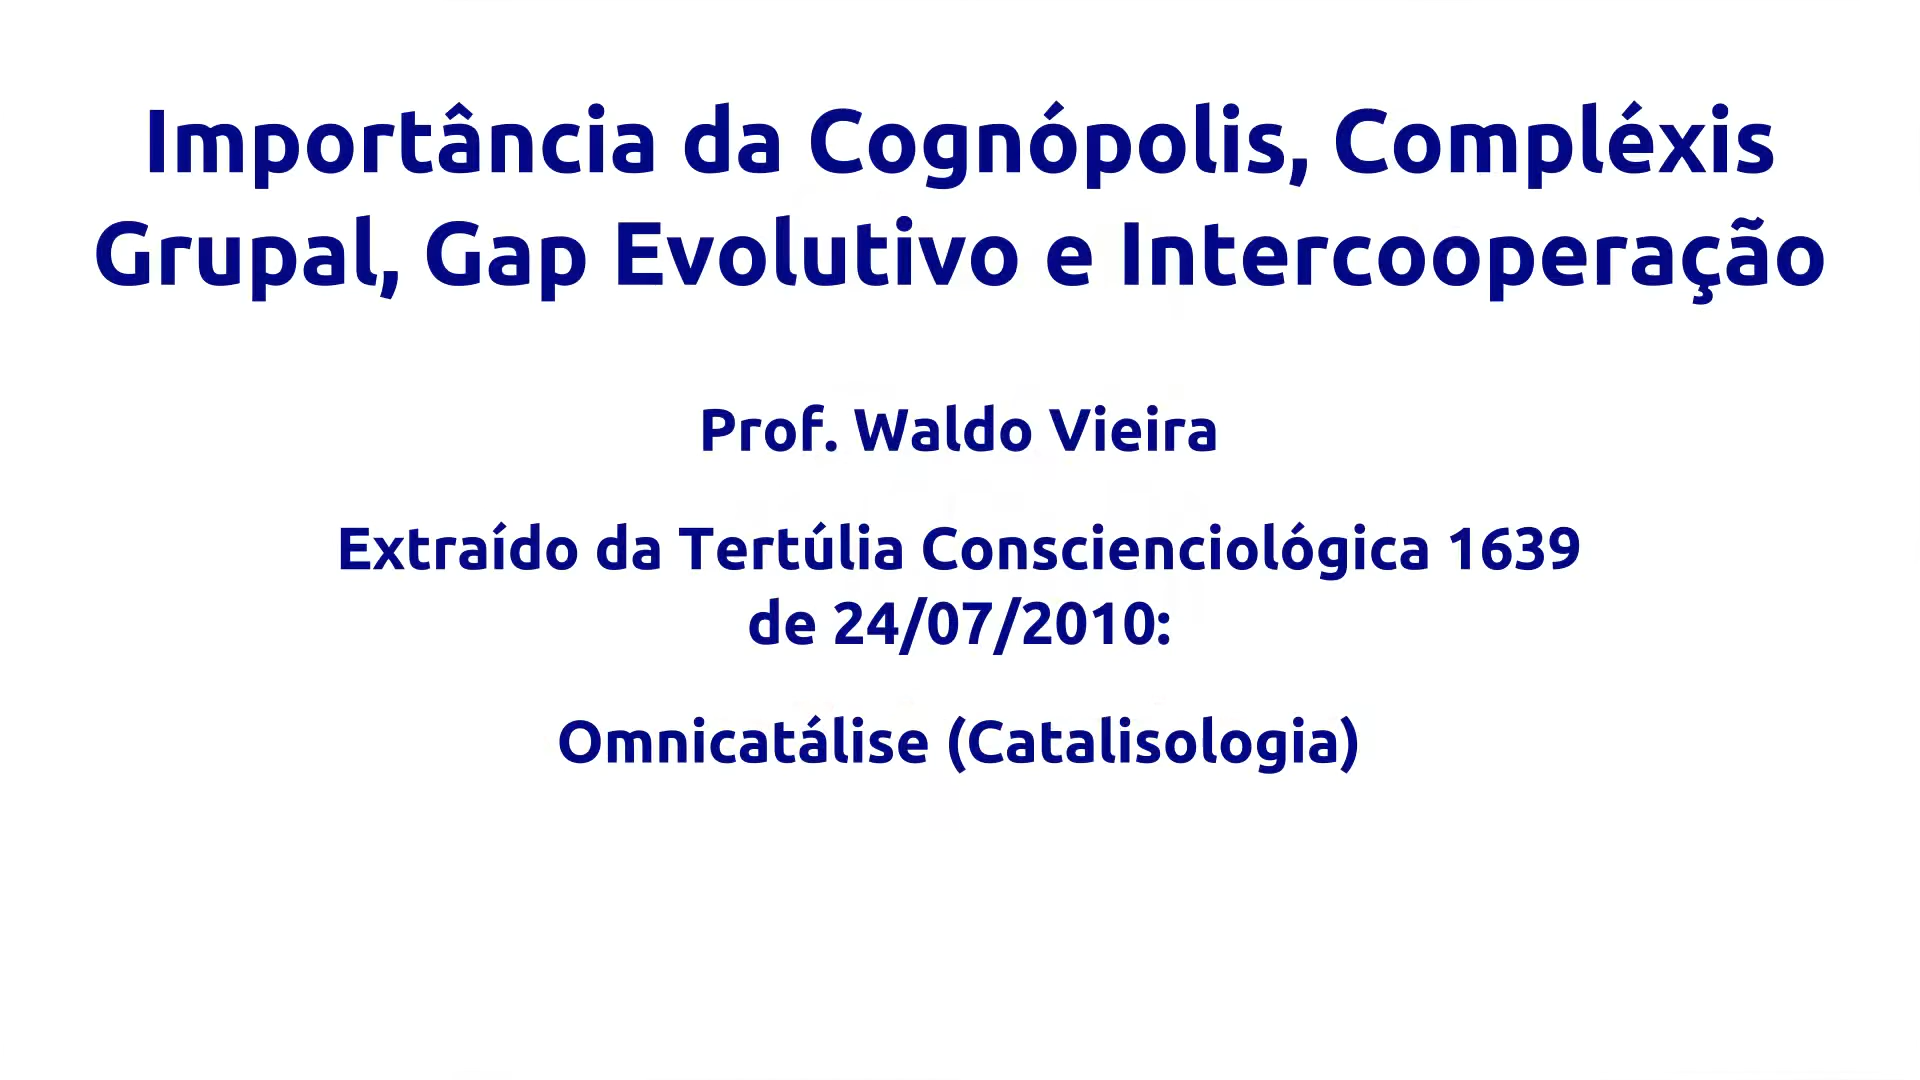 Importância da Cognópolis, Compléxis
Grupal, Gap Evolutivo e Intercooperação
Prof. Waldo Vieira
Extraído da Tertúlia Conscienciológica 1639
de 24/07/2010:
Omnicatálise (Catalisologia)